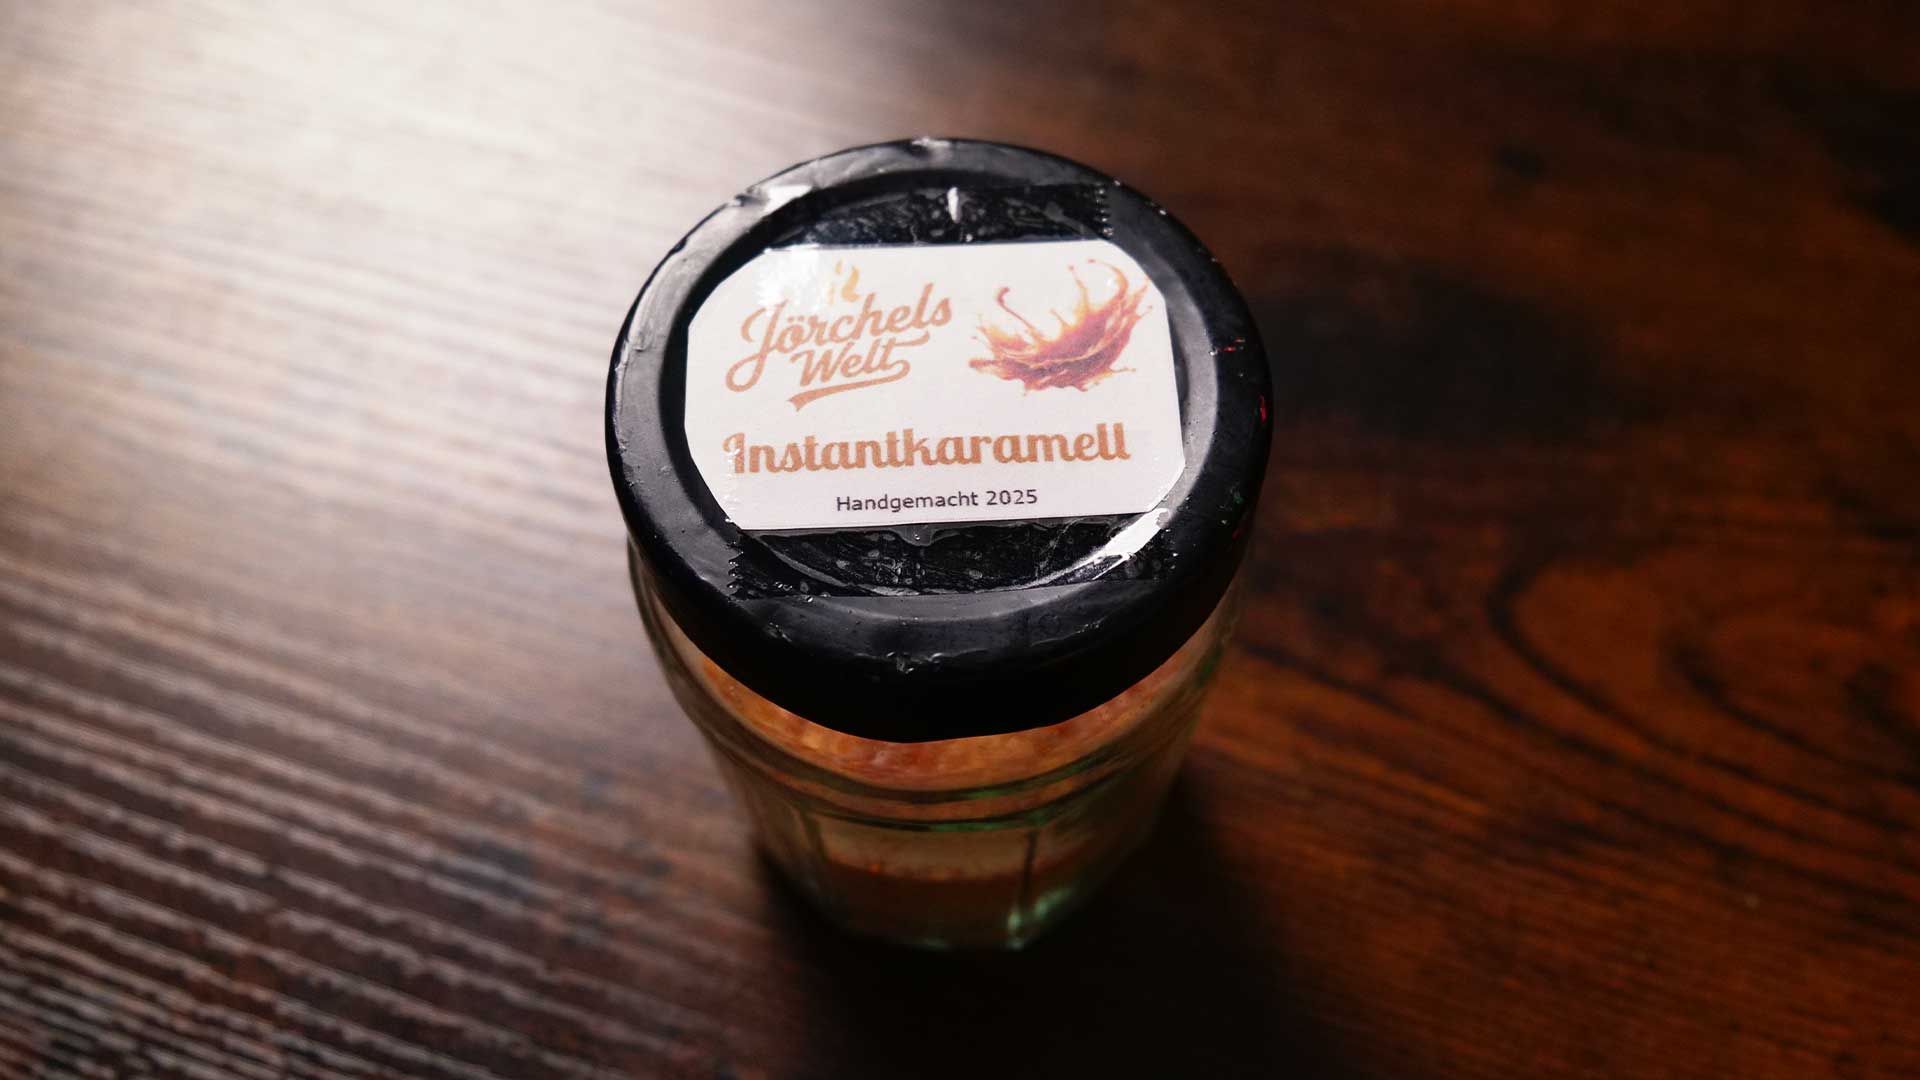 Jörchels
Welt
Instantkaramell
Handgemacht 2025